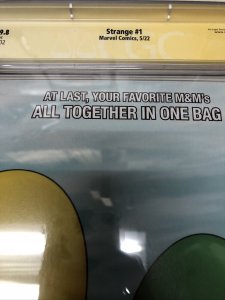 9.8
Strange #1
Marvel Comics, 5/22
AT LAST, YOUR FAVORITE M&M's
ALL TOGETHER IN ONE BAG